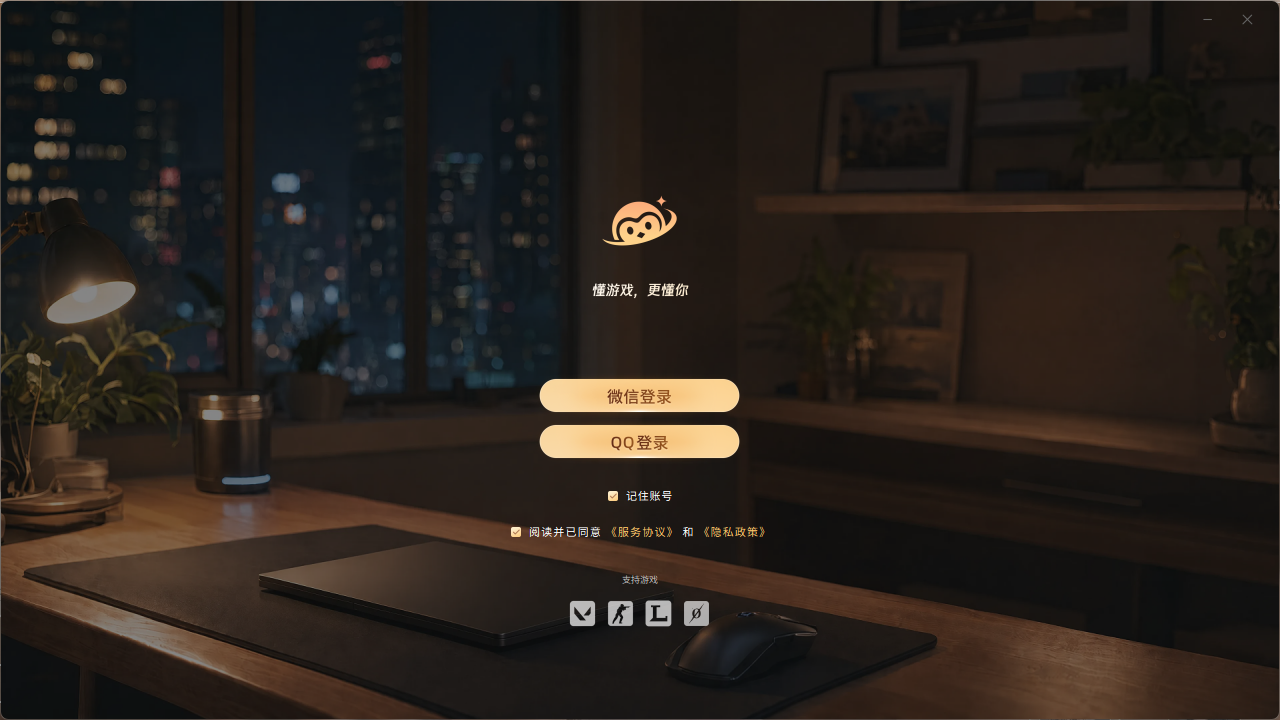 懂游戏，更懂你
微信登录
QQ登录
记住账号
阅读并已同意 《服务协议》 和 《隐私政策》
支持游戏